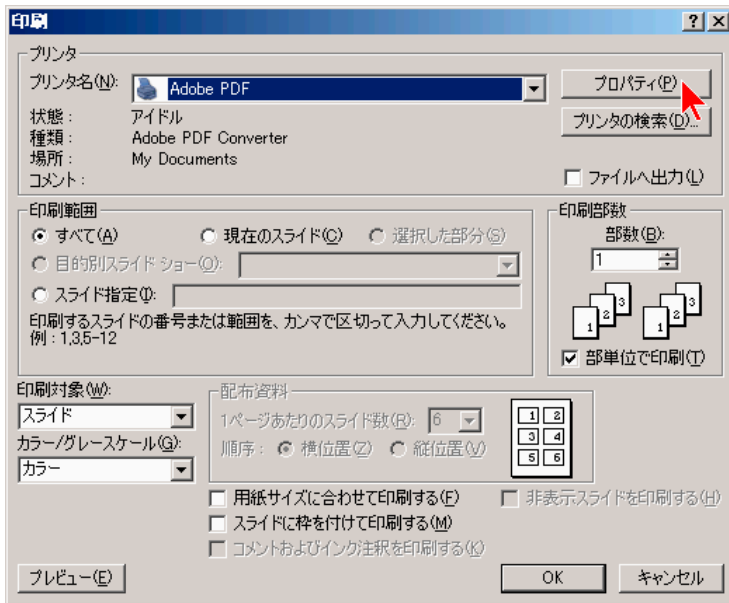 印刷
プリンタ
プリンタ名(N): Adobe PDF プロパティ(P)
状態： アイドル プリンタの検索(D)...
種類： Adobe PDF Converter
場所： My Documents
コメント： ファイルへ出力(L)
印刷範囲
すべて(A) 現在のスライド(C) 選択した部分(S)
目的別スライド ショー(O):
スライド指定(I):
印刷するスライドの番号または範囲を、カンマで区切って入力してください。
例：1,3,5-12
印刷部数
部数(B):
1
1 2 3 1 2 3
部単位で印刷(T)
印刷対象(W):
スライド
カラー/グレースケール(G):
カラー
配布資料
1ページあたりのスライド数(R): 6
順序： 横位置(Z) 縦位置(V)
1 2
3 4
5 6
用紙サイズに合わせて印刷する(F) 非表示スライドを印刷する(H)
スライドに枠を付けて印刷する(M)
コメントおよびインク注釈を印刷する(K)
プレビュー(E) OK キャンセル